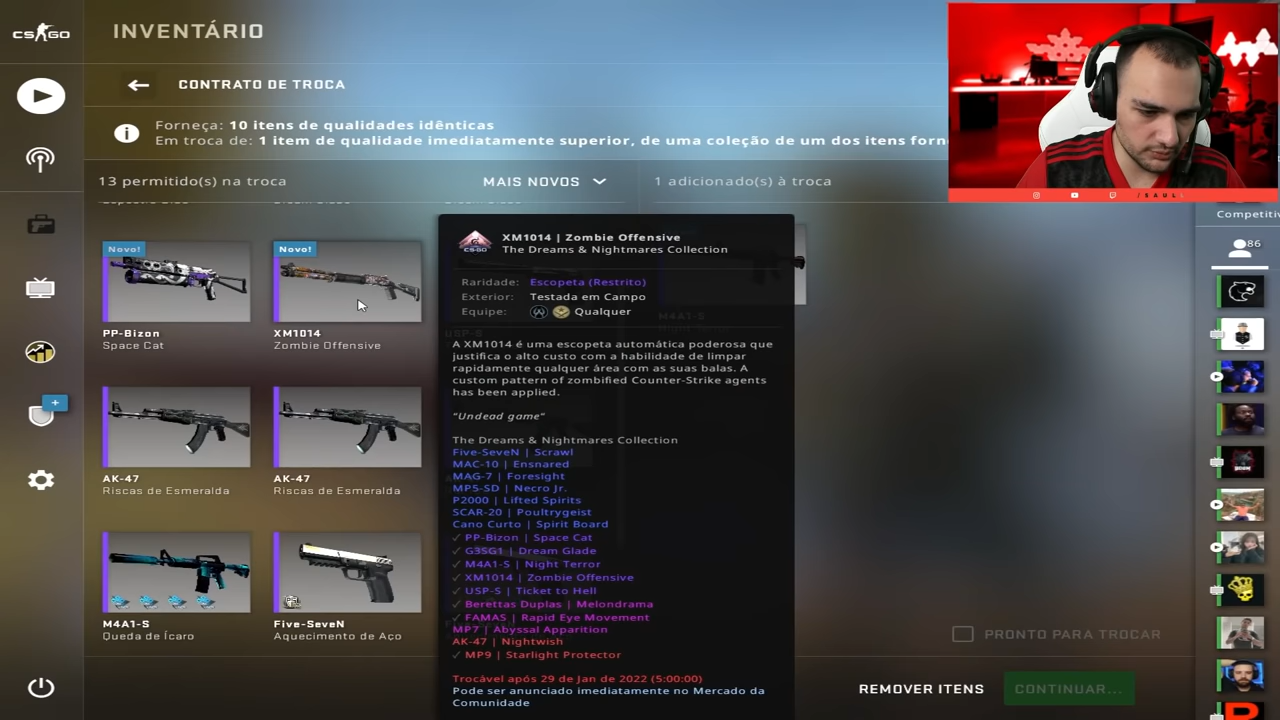 CS GO
INVENTÁRIO
CONTRATO DE TROCA
Forneça: 10 itens de qualidades idênticas
Em troca de: 1 item de qualidade imediatamente superior, de uma coleção de um dos itens forn
13 permitido(s) na troca
MAIS NOVOS
1 adicionado(s) à troca
Novo!
PP-Bizon
Space Cat
Novo!
XM1014
Zombie Offensive
AK-47
Riscas de Esmeralda
AK-47
Riscas de Esmeralda
M4A1-S
Queda de Ícaro
Five-SeveN
Aquecimento de Aço
XM1014 | Zombie Offensive
The Dreams & Nightmares Collection
Raridade: Escopeta (Restrito)
Exterior: Testada em Campo
Equipe: Qualquer
A XM1014 é uma escopeta automática poderosa que
justifica o alto custo com a habilidade de limpar
rapidamente qualquer área com as suas balas. A
custom pattern of zombified Counter-Strike agents
has been applied.
"Undead game"
The Dreams & Nightmares Collection
Five-SeveN | Scrawl
MAC-10 | Ensnared
MAG-7 | Foresight
MP5-SD | Necro Jr.
P2000 | Lifted Spirits
SCAR-20 | Poultrygeist
Cano Curto | Spirit Board
✓ PP-Bizon | Space Cat
✓ G3SG1 | Dream Glade
✓ M4A1-S | Night Terror
✓ XM1014 | Zombie Offensive
✓ USP-S | Ticket to Hell
✓ Berettas Duplas | Melondrama
✓ FAMAS | Rapid Eye Movement
MP7 | Abyssal Apparition
AK-47 | Nightwish
✓ MP9 | Starlight Protector
Trocável após 29 de Jan de 2022 (5:00:00)
Pode ser anunciado imediatamente no Mercado da
Comunidade
PRONTO PARA TROCAR
REMOVER ITENS
CONTINUAR...
Competitiv
86